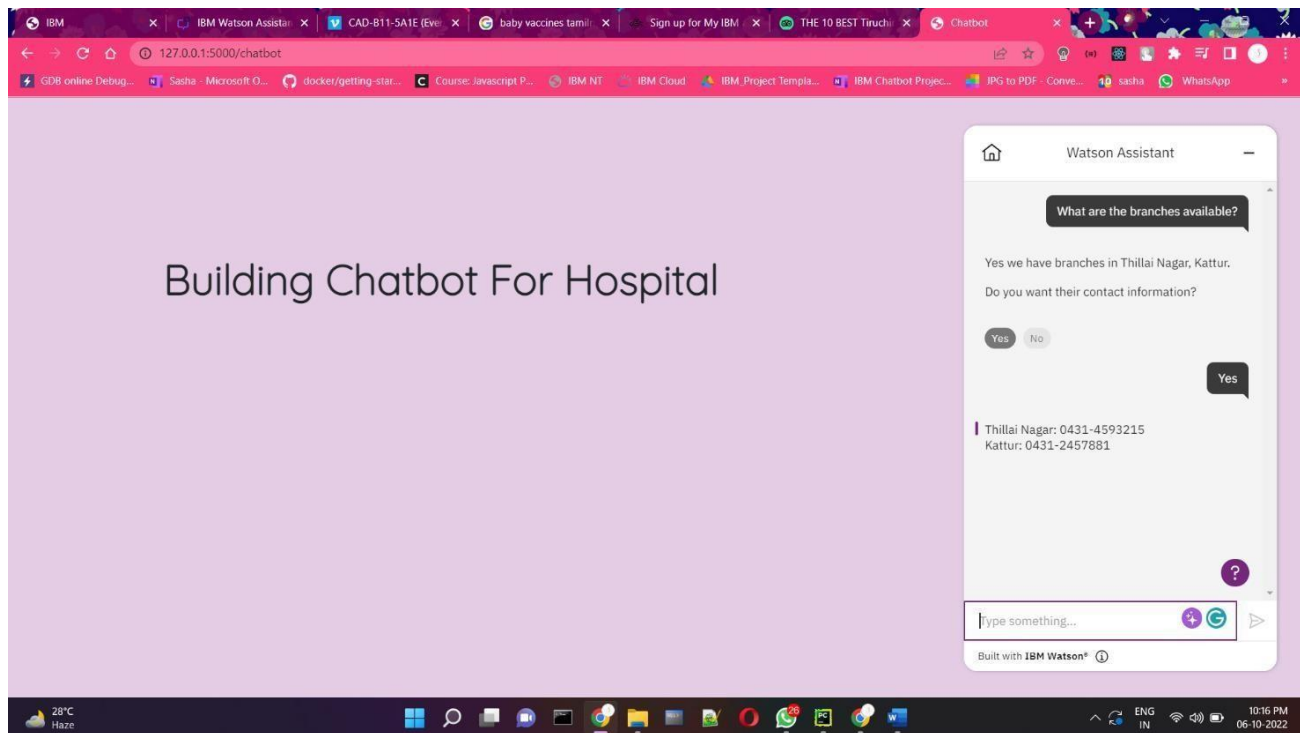 IBM
IBM Watson Assistan
CAD-B11-5A1E (Eve
baby vaccines tamil
Sign up for My IBM
THE 10 BEST Tiruchi
Chatbot
127.0.0.1:5000/chatbot
GDB online Debug...
Sasha - Microsoft O...
docker/getting-star...
Course: Javascript P...
IBM NT
IBM Cloud
IBM_Project Templa...
IBM Chatbot Projec...
JPG to PDF - Conve...
sasha
WhatsApp
Building Chatbot For Hospital
Watson Assistant
What are the branches available?
Yes we have branches in Thillai Nagar, Kattur.
Do you want their contact information?
Yes No
Yes
Thillai Nagar: 0431-4593215
Kattur: 0431-2457881
?
Type something...
Built with IBM Watson®
28°C
Haze
26
ENG
IN
10:16 PM
06-10-2022